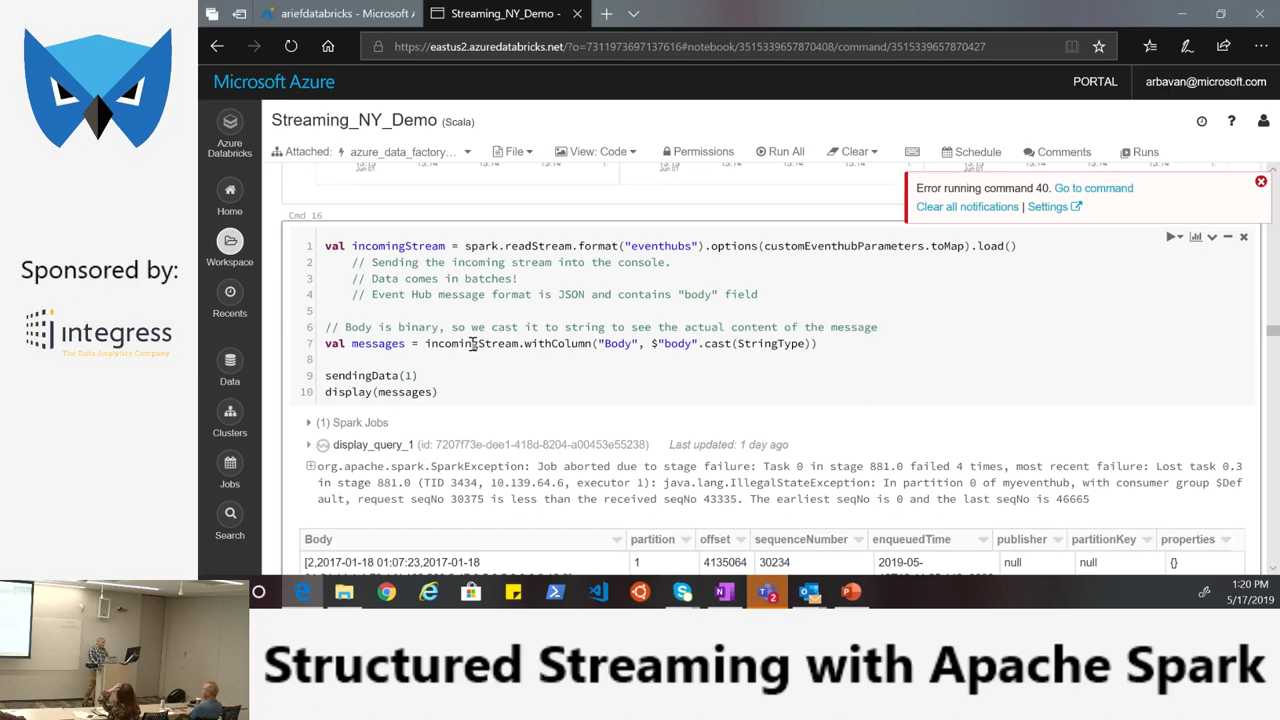 ariefdatabricks - Microsoft A
Streaming_NY_Demo -
https://eastus2.azuredatabricks.net/?o=7311973697137616#notebook/3515339657870408/command/3515339657870427
Microsoft Azure
PORTAL
arbavan@microsoft.com
Azure Databricks
Home
Workspace
Recents
Data
Clusters
Jobs
Search
Streaming_NY_Demo (Scala)
Attached: azure_data_factory... File View: Code Permissions Run All Clear Schedule Comments Runs
Error running command 40. Go to command
Clear all notifications | Settings
Cmd 16
1 val incomingStream = spark.readStream.format("eventhubs").options(customEventhubParameters.toMap).load()
2 // Sending the incoming stream into the console.
3 // Data comes in batches!
4 // Event Hub message format is JSON and contains "body" field
5
6 // Body is binary, so we cast it to string to see the actual content of the message
7 val messages = incomingStream.withColumn("Body", $"body".cast(StringType))
8
9 sendingData(1)
10 display(messages)
(1) Spark Jobs
display_query_1 (id: 7207f73e-dee1-418d-8204-a00453e55238) Last updated: 1 day ago
org.apache.spark.SparkException: Job aborted due to stage failure: Task 0 in stage 881.0 failed 4 times, most recent failure: Lost task 0.3
in stage 881.0 (TID 3434, 10.139.64.6, executor 1): java.lang.IllegalStateException: In partition 0 of myeventhub, with consumer group $Def
ault, request seqNo 30375 is less than the received seqNo 43335. The earliest seqNo is 0 and the last seqNo is 46665
Body partition offset sequenceNumber enqueuedTime publisher partitionKey properties
[2,2017-01-18 01:07:23,2017-01-18 1 4135064 30234 2019-05- null null {}
1:20 PM
5/17/2019
Sponsored by:
integress
The Data Analytics Company
Structured Streaming with Apache Spark